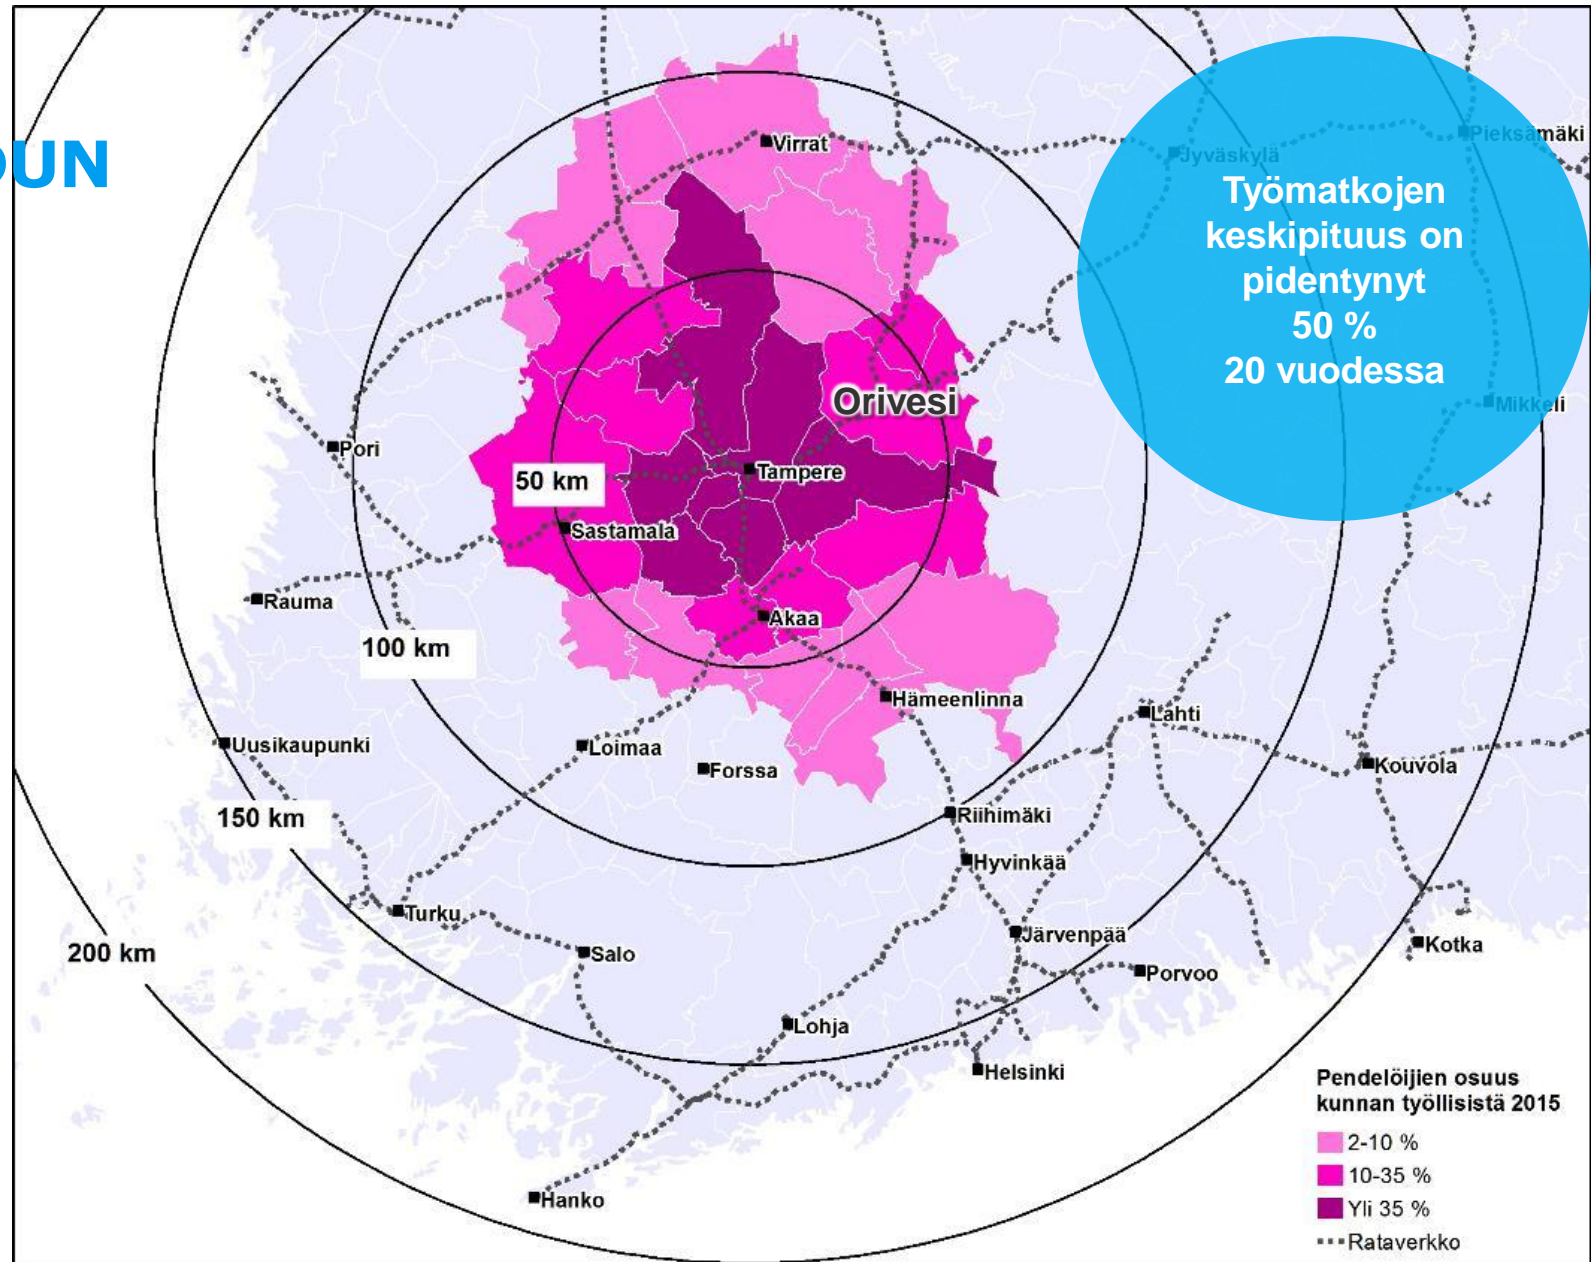 OUN
Virrat
Jyväskylä
Pieksämäki
Työmatkojen
keskipituus on
pidentynyt
50 %
20 vuodessa
Orivesi
Mikkeli
Pori
Tampere
50 km
Sastamala
Rauma
Akaa
100 km
Hämeenlinna
Lahti
Uusikaupunki
Loimaa
Forssa
Kouvola
150 km
Riihimäki
Hyvinkää
Turku
Järvenpää
Kotka
200 km
Salo
Porvoo
Lohja
Helsinki
Hanko
Pendelöijien osuus
kunnan työllisistä 2015
2-10 %
10-35 %
Yli 35 %
Rataverkko